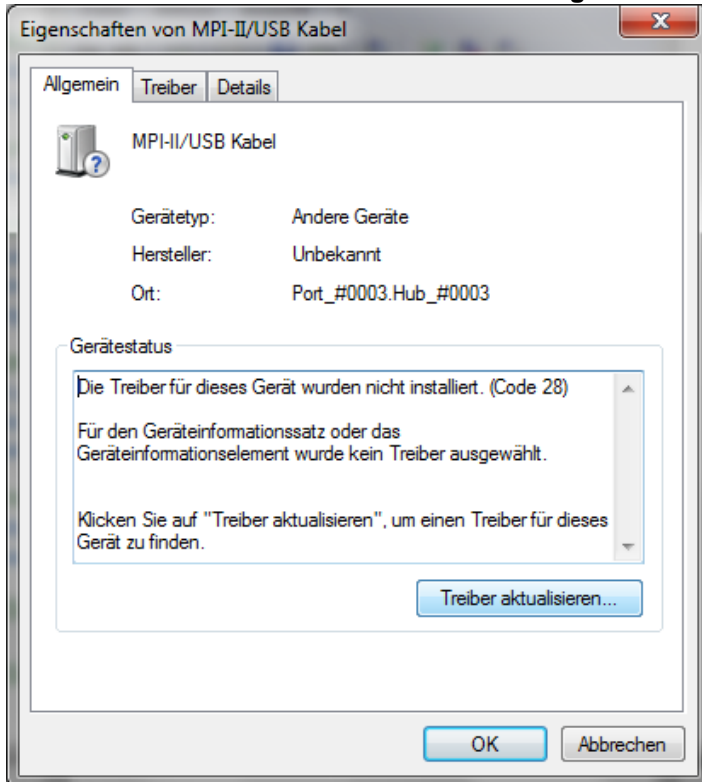 Eigenschaften von MPI-II/USB Kabel
Allgemein Treiber Details
MPI-II/USB Kabel
Gerätetyp: Andere Geräte
Hersteller: Unbekannt
Ort: Port_#0003.Hub_#0003
Gerätestatus
Die Treiber für dieses Gerät wurden nicht installiert. (Code 28)
Für den Geräteinformationssatz oder das
Geräteinformationselement wurde kein Treiber ausgewählt.
Klicken Sie auf "Treiber aktualisieren", um einen Treiber für dieses
Gerät zu finden.
Treiber aktualisieren...
OK Abbrechen